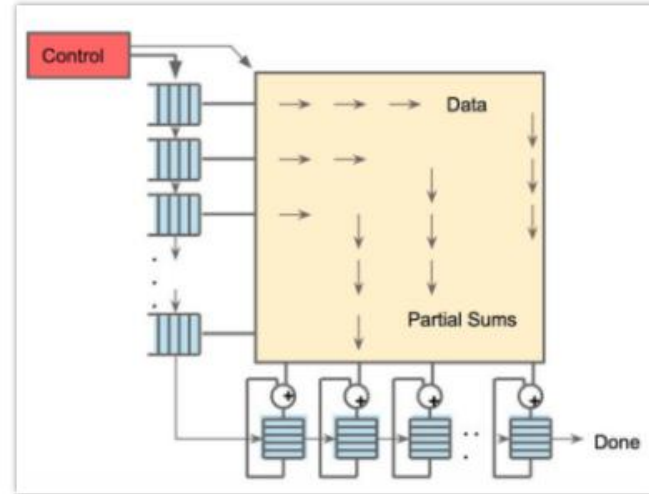 Control
Data
Partial Sums
+
+
+
+
Done